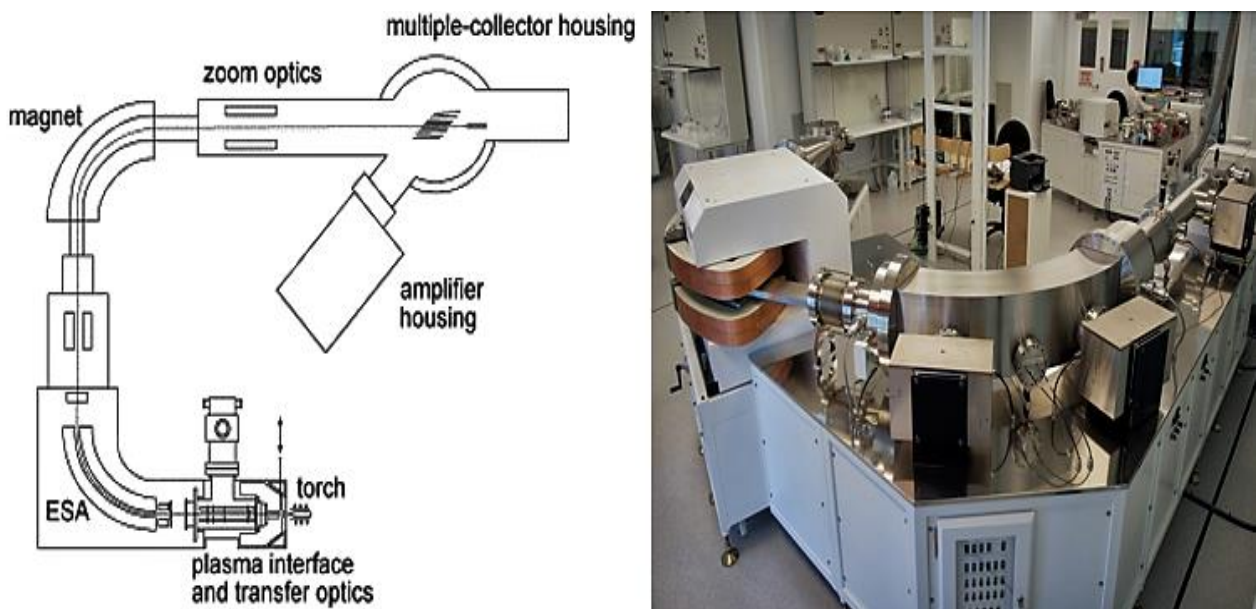 multiple-collector housing
zoom optics
magnet
amplifier
housing
ESA
torch
plasma interface
and transfer optics